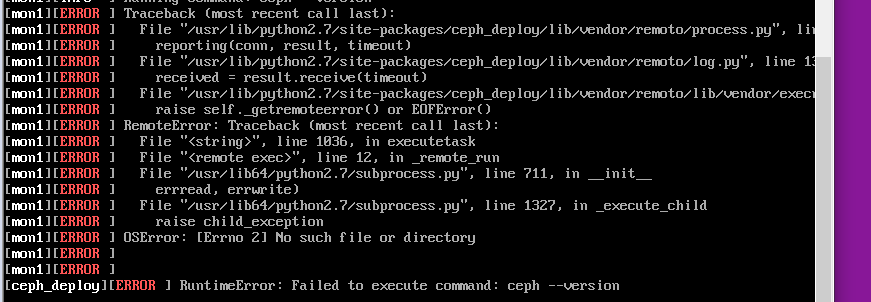 [mon1][INFO ] Running command: ceph --version
[mon1][ERROR ] Traceback (most recent call last):
[mon1][ERROR ]   File "/usr/lib/python2.7/site-packages/ceph_deploy/lib/vendor/remoto/process.py", lin
[mon1][ERROR ]     reporting(conn, result, timeout)
[mon1][ERROR ]   File "/usr/lib/python2.7/site-packages/ceph_deploy/lib/vendor/remoto/log.py", line 13
[mon1][ERROR ]     received = result.receive(timeout)
[mon1][ERROR ]   File "/usr/lib/python2.7/site-packages/ceph_deploy/lib/vendor/remoto/lib/vendor/execn
[mon1][ERROR ]     raise self._getremoteerror() or EOFError()
[mon1][ERROR ] RemoteError: Traceback (most recent call last):
[mon1][ERROR ]   File "<string>", line 1036, in executetask
[mon1][ERROR ]   File "<remote exec>", line 12, in _remote_run
[mon1][ERROR ]   File "/usr/lib64/python2.7/subprocess.py", line 711, in __init__
[mon1][ERROR ]     errread, errwrite)
[mon1][ERROR ]   File "/usr/lib64/python2.7/subprocess.py", line 1327, in _execute_child
[mon1][ERROR ]     raise child_exception
[mon1][ERROR ] OSError: [Errno 2] No such file or directory
[mon1][ERROR ]
[mon1][ERROR ]
[ceph_deploy][ERROR ] RuntimeError: Failed to execute command: ceph --version